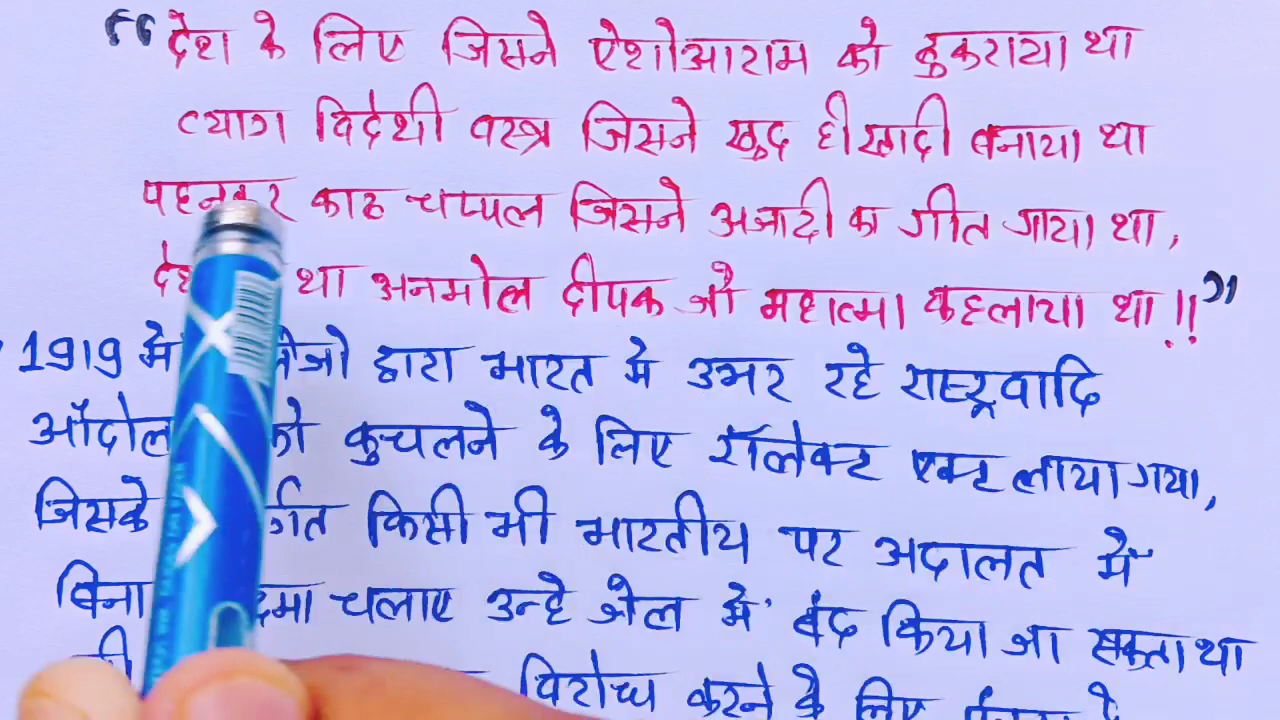 “देश के लिए जिसने ऐशोआराम को ठुकराया था
त्याग विदेशी वस्त्र जिसने खुद ही खादी बनाया था
पहनकर काठ चप्पल जिसने अजादी का गीत गाया था,
था अनमोल दीपक जो महात्मा कहलाया था!!”
1919 मे द्वारा भारत मे उभर रहे राष्ट्रवादि
को कुचलने के लिए रॉलेक्ट एक्ट लाया गया,
जिसके किसी भी भारतीय पर अदालत में
बिना चलाए उन्हे जेल मे बंद किया जा सकता था
विरोध करने के लिए